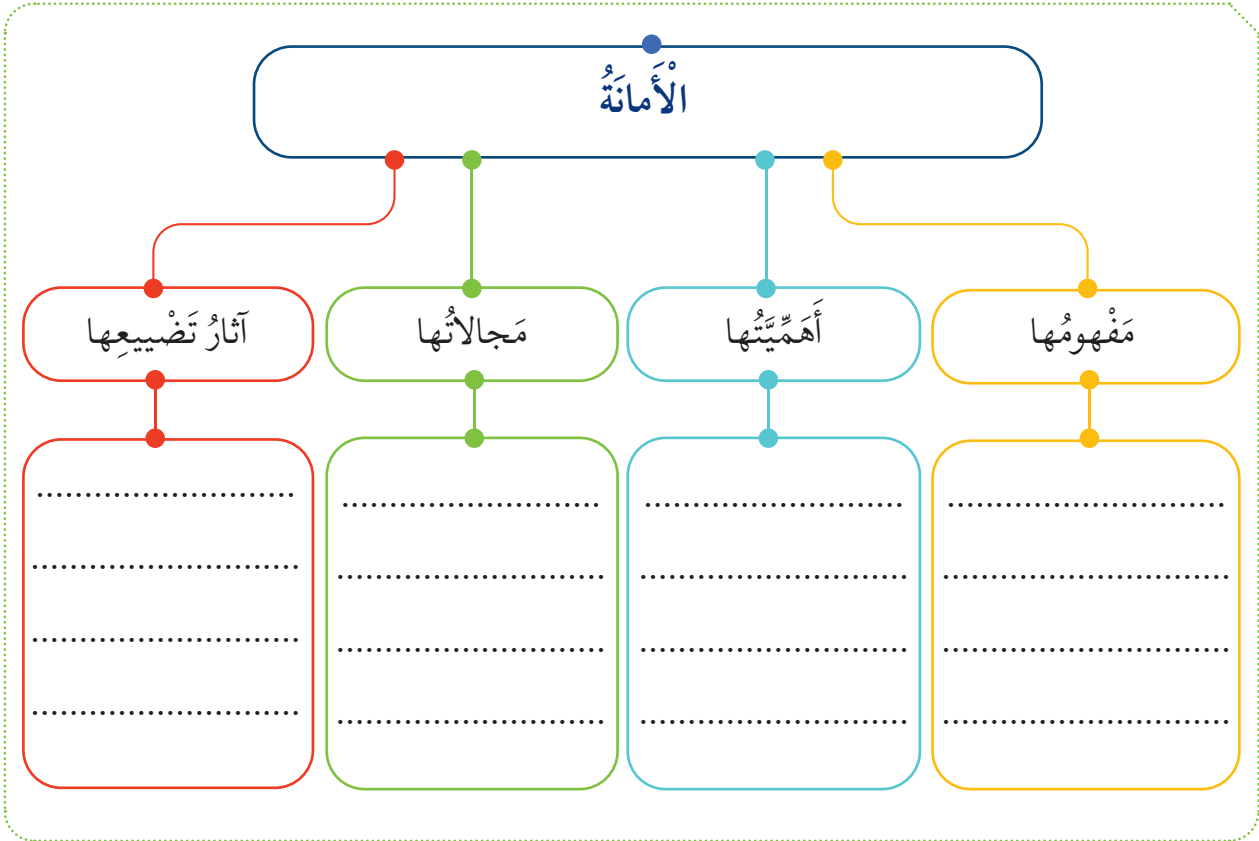 الْأَمانَةُ
مَفْهومُها
أَهَمِّيَّتُها
مَجالاتُها
آثارُ تَضْييعِها